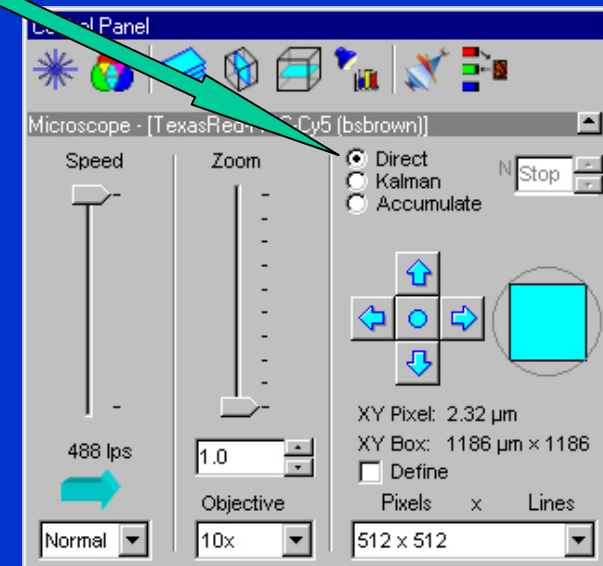 Control Panel
Microscope - [TexasRed-FITC-Cy5 (bsbrown)]
Speed
Zoom
Direct
Kalman
Accumulate
N Stop
488 lps
1.0
XY Pixel: 2.32 µm
XY Box: 1186 µm × 1186
Define
Objective
Pixels x Lines
Normal
10x
512 x 512